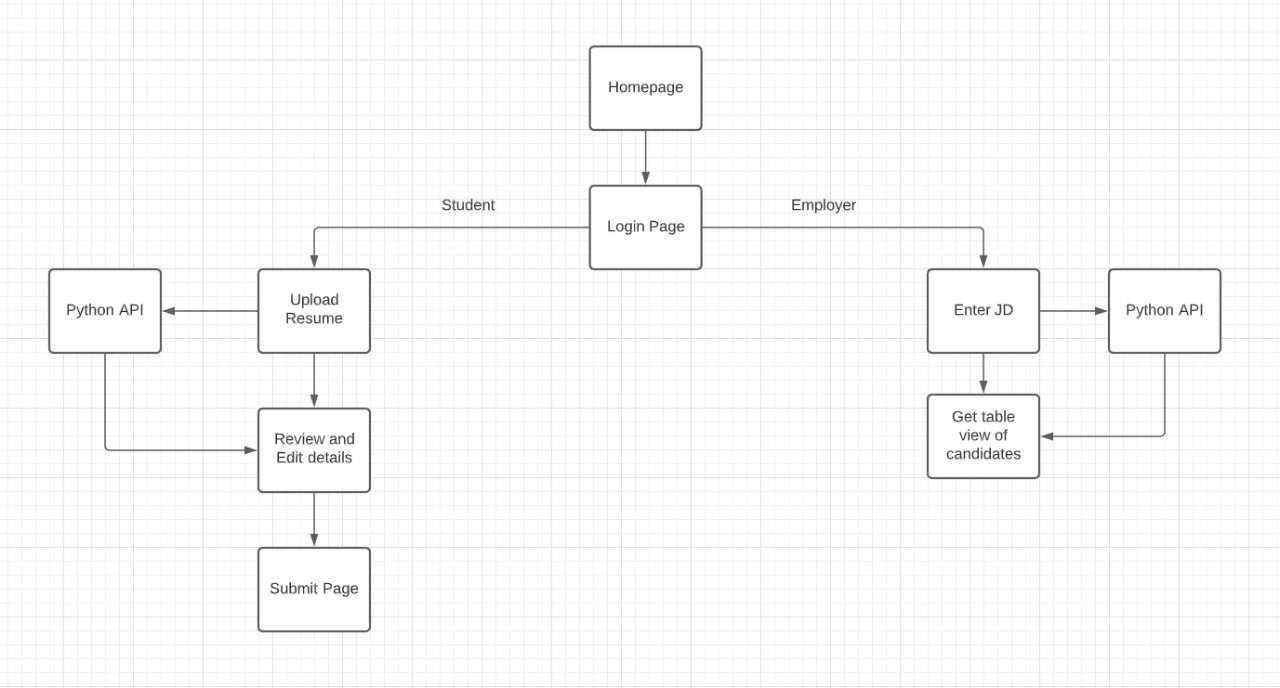 Homepage
Student
Employer
Login Page
Python API
Upload
Resume
Enter JD
Python API
Review and
Edit details
Get table
view of
candidates
Submit Page